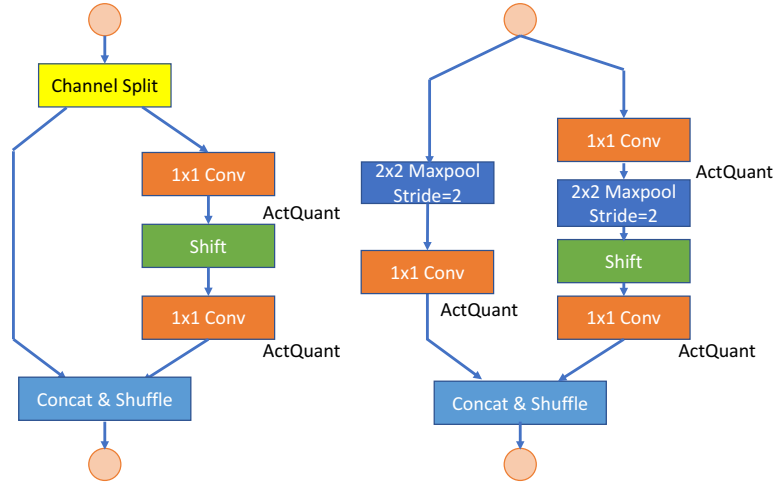 Channel Split
1x1 Conv
ActQuant
Shift
1x1 Conv
ActQuant
Concat & Shuffle
2x2 Maxpool
Stride=2
1x1 Conv
ActQuant
1x1 Conv
ActQuant
2x2 Maxpool
Stride=2
Shift
1x1 Conv
ActQuant
Concat & Shuffle